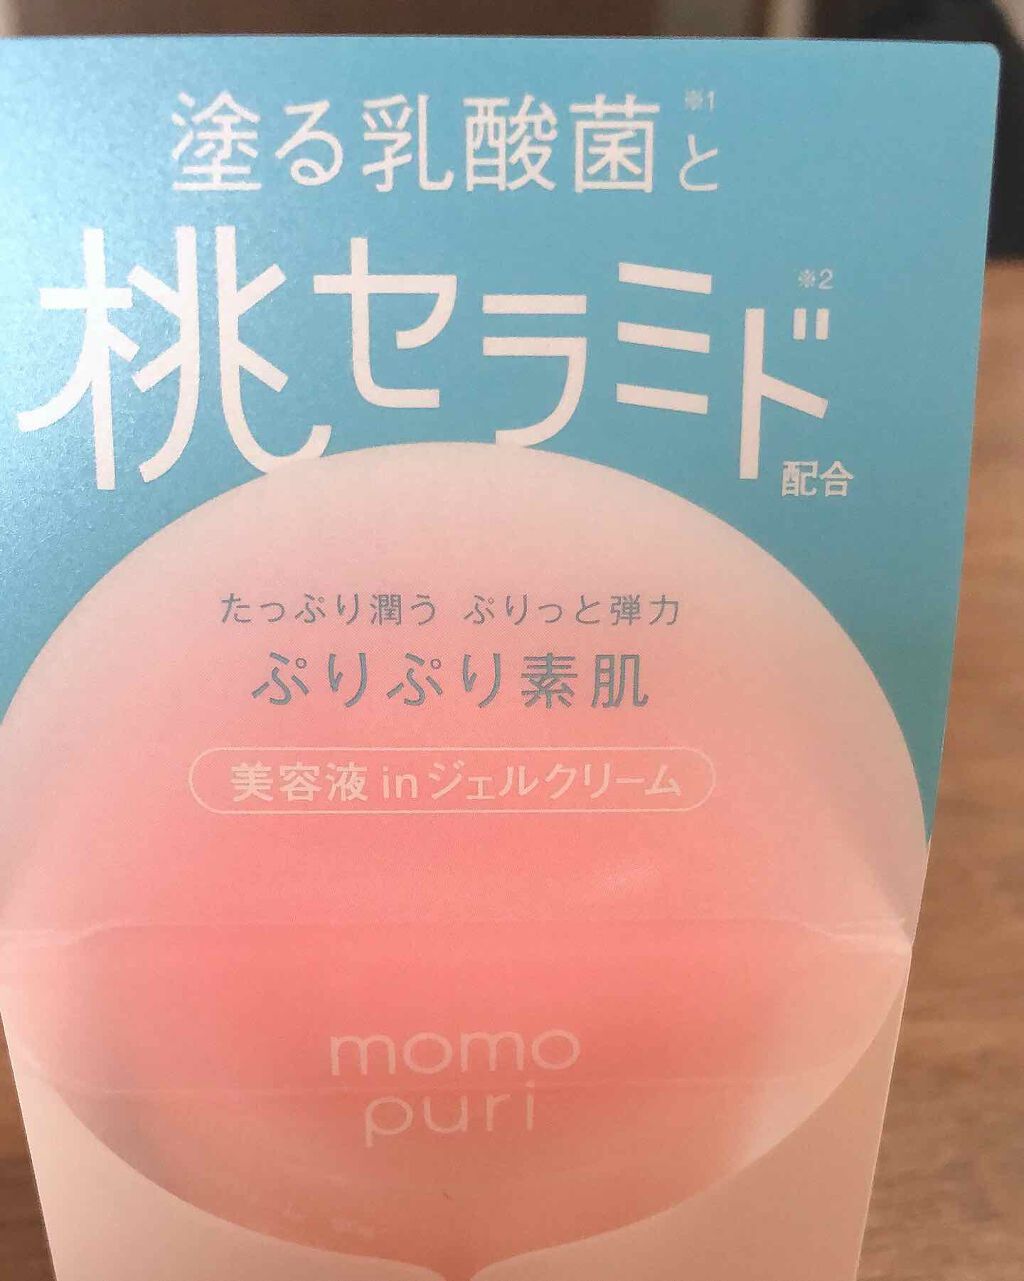 塗る乳酸菌※1と
桃セラミド※2
配合
たっぷり潤う ぷりっと弾力
ぷりぷり素肌
美容液inジェルクリーム
momo
puri